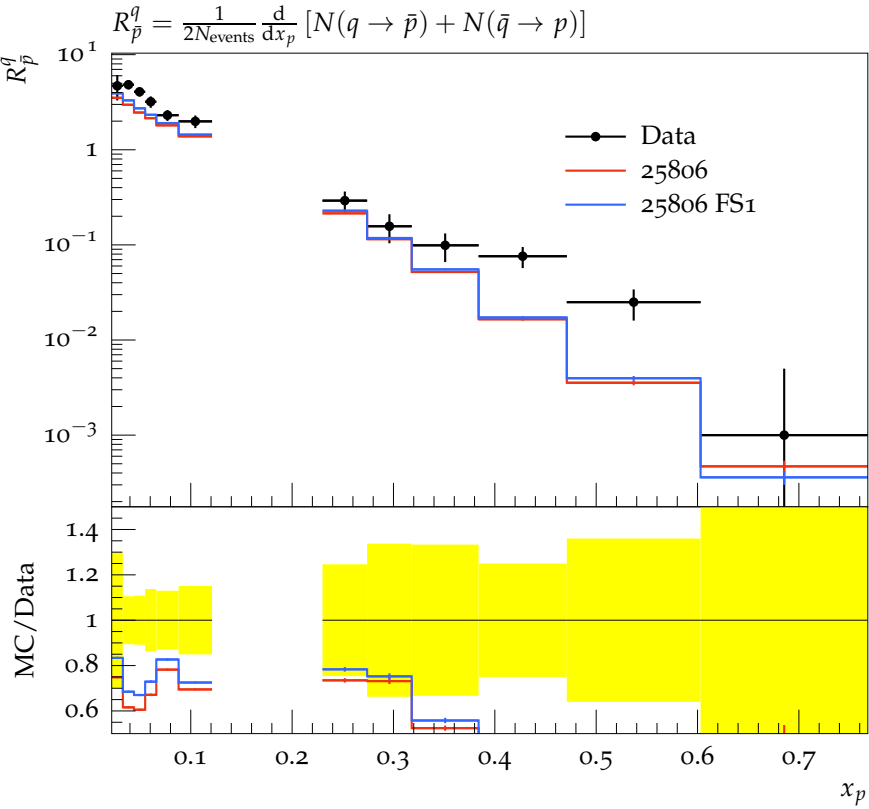 R^q_p̄ = 1/2N_events d/dx_p [N(q → p̄) + N(q̄ → p)]
R^q_p̄
10^1
1
10^−1
10^−2
10^−3
Data
25806
25806 FS1
MC/Data
1.4
1.2
1
0.8
0.6
0.1 0.2 0.3 0.4 0.5 0.6 0.7
x_p